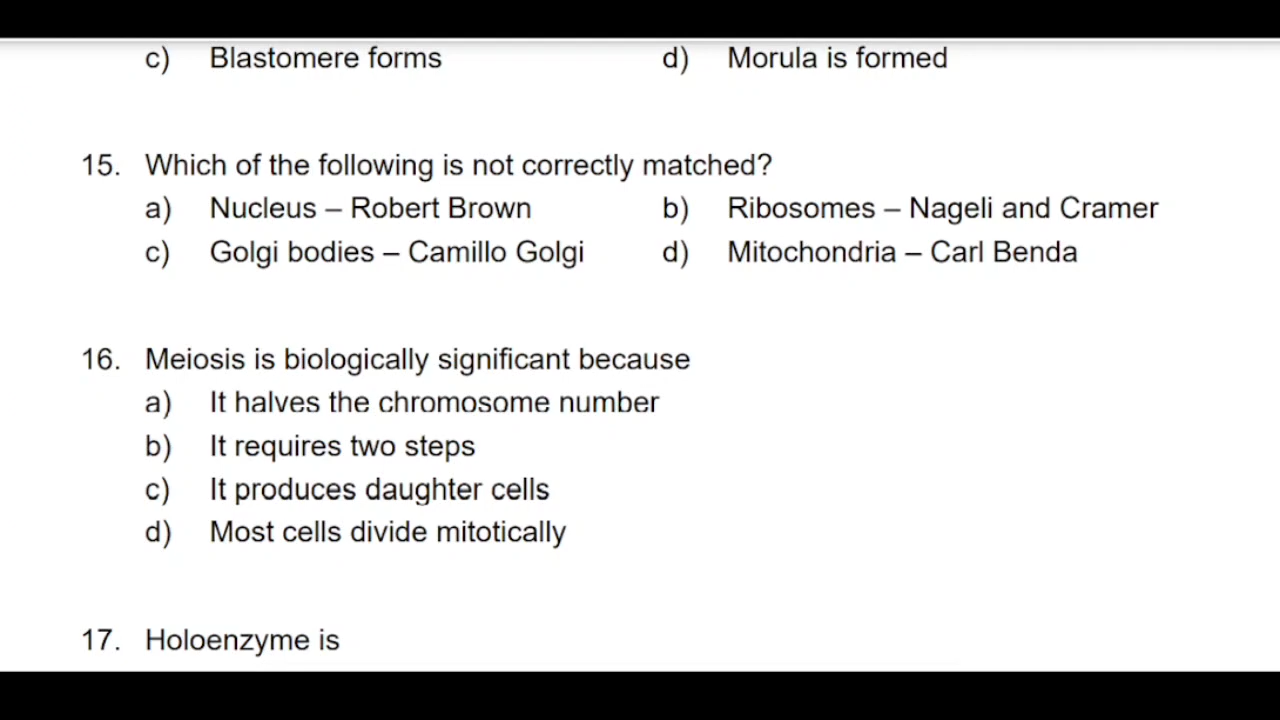 c) Blastomere forms d) Morula is formed
15. Which of the following is not correctly matched?
a) Nucleus – Robert Brown b) Ribosomes – Nageli and Cramer
c) Golgi bodies – Camillo Golgi d) Mitochondria – Carl Benda
16. Meiosis is biologically significant because
a) It halves the chromosome number
b) It requires two steps
c) It produces daughter cells
d) Most cells divide mitotically
17. Holoenzyme is